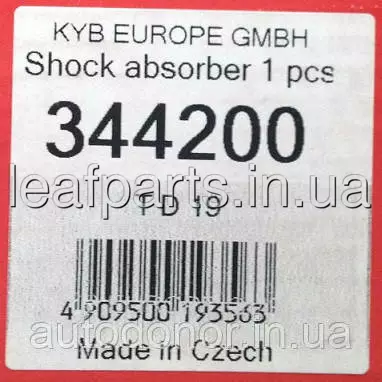 KYB EUROPE GMBH
Shock absorber 1 pcs
344200
leafparts.in.ua
1 D 19
4 909500 193563
autodonor.in.ua
Made in Czech